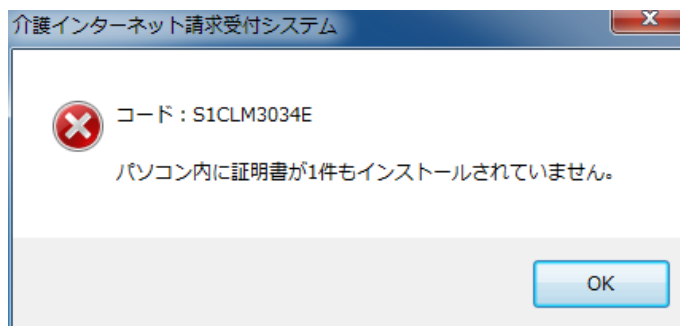 介護インターネット請求受付システム
コード：S1CLM3034E
パソコン内に証明書が1件もインストールされていません。
OK